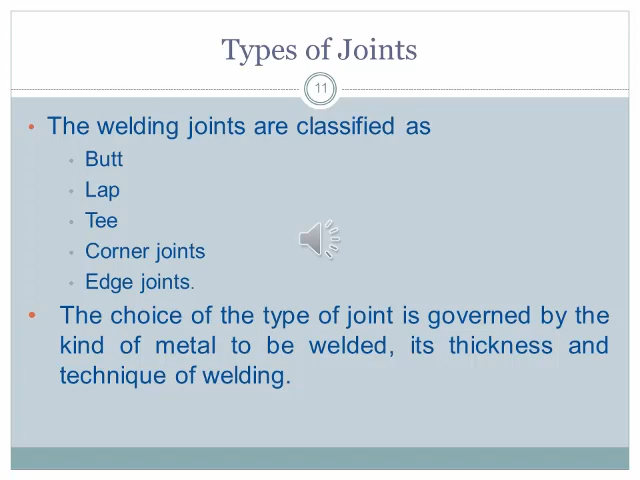 Types of Joints
11
• The welding joints are classified as
• Butt
• Lap
• Tee
• Corner joints
• Edge joints.
• The choice of the type of joint is governed by the
kind of metal to be welded, its thickness and
technique of welding.